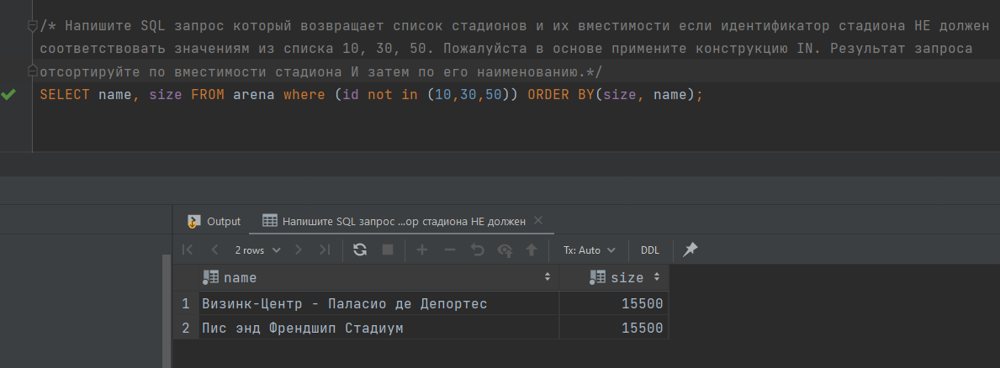 /* Напишите SQL запрос который возвращает список стадионов и их вместимости если идентификатор стадиона НЕ должен
соответствовать значениям из списка 10, 30, 50. Пожалуйста в основе примените конструкцию IN. Результат запроса
отсортируйте по вместимости стадиона И затем по его наименованию.*/
SELECT name, size FROM arena where (id not in (10,30,50)) ORDER BY(size, name);
Output
Напишите SQL запрос ...ор стадиона НЕ должен
2 rows
Tx: Auto
DDL
name size
1 Визинк-Центр - Паласио де Депортес 15500
2 Пис энд Френдшип Стадиум 15500